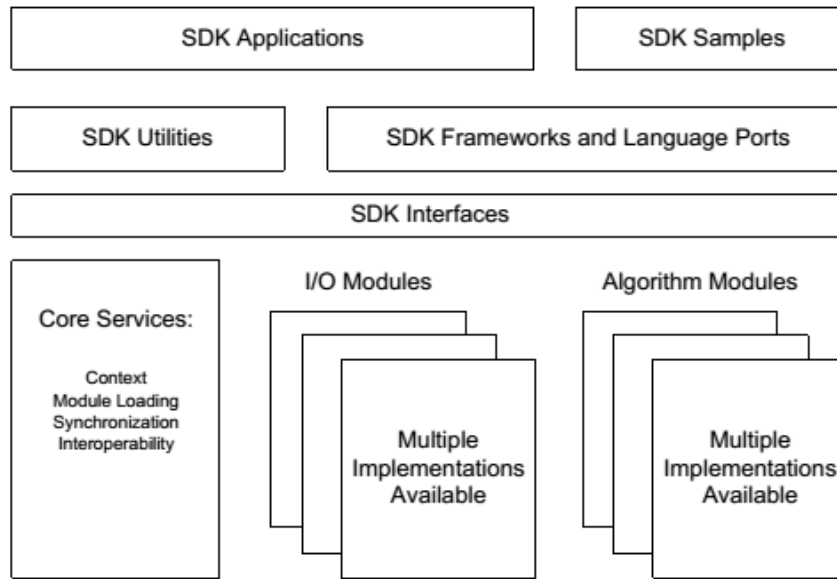 SDK Applications
SDK Samples
SDK Utilities
SDK Frameworks and Language Ports
SDK Interfaces
Core Services:
Context
Module Loading
Synchronization
Interoperability
I/O Modules
Multiple
Implementations
Available
Algorithm Modules
Multiple
Implementations
Available